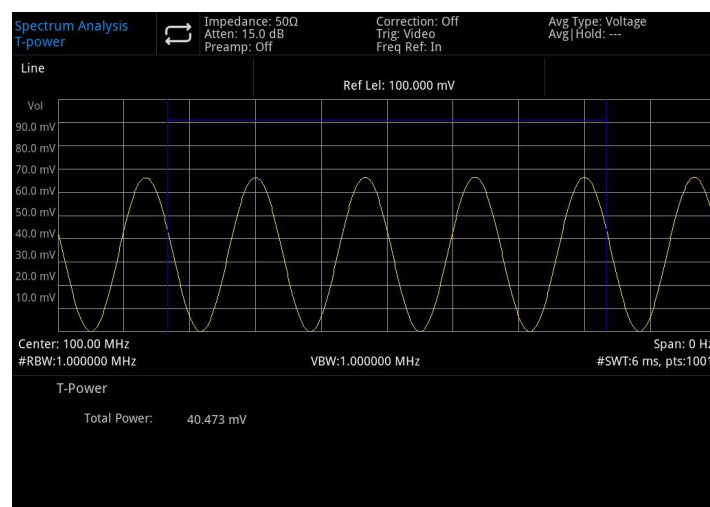 Spectrum Analysis
T-power
Impedance: 50Ω
Atten: 15.0 dB
Preamp: Off
Correction: Off
Trig: Video
Freq Ref: In
Avg Type: Voltage
Avg|Hold: ---
Line
Ref Lel: 100.000 mV
Vol
90.0 mV
80.0 mV
70.0 mV
60.0 mV
50.0 mV
40.0 mV
30.0 mV
20.0 mV
10.0 mV
Center: 100.00 MHz
Span: 0 Hz
#RBW:1.000000 MHz
VBW:1.000000 MHz
#SWT:6 ms, pts:1001
T-Power
Total Power: 40.473 mV